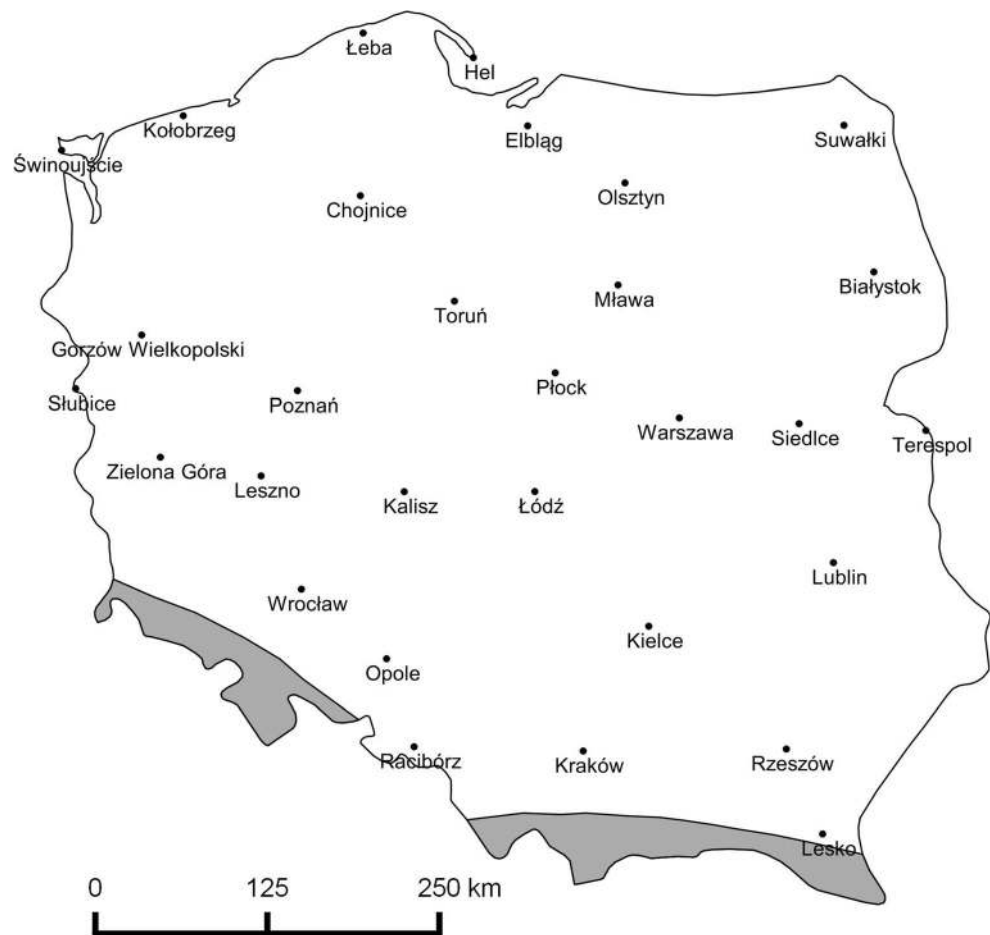 Łeba
Hel
Kołobrzeg
Elbląg
Suwałki
Świnoujście
Olsztyn
Chojnice
Białystok
Mława
Toruń
Gorzów Wielkopolski
Płock
Słubice
Poznań
Warszawa
Siedlce
Terespol
Zielona Góra
Leszno
Kalisz
Łódź
Lublin
Wrocław
Kielce
Opole
Racibórz
Kraków
Rzeszów
Lesko
0 125 250 km